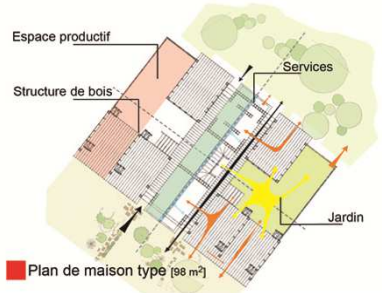 Espace productif
Services
Structure de bois
Jardin
Plan de maison type [98 m²]